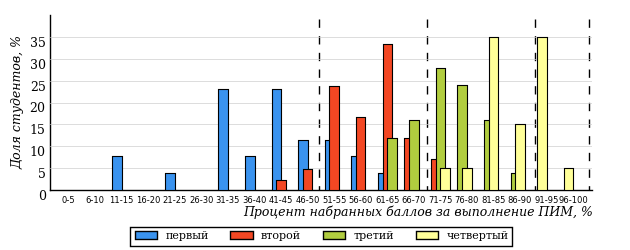 Доля студентов, %
35
30
25
20
15
10
5
0
0-5 6-10 11-15 16-20 21-25 26-30 31-35 36-40 41-45 46-50 51-55 56-60 61-65 66-70 71-75 76-80 81-85 86-90 91-95 96-100
Процент набранных баллов за выполнение ПИМ, %
первый второй третий четвертый